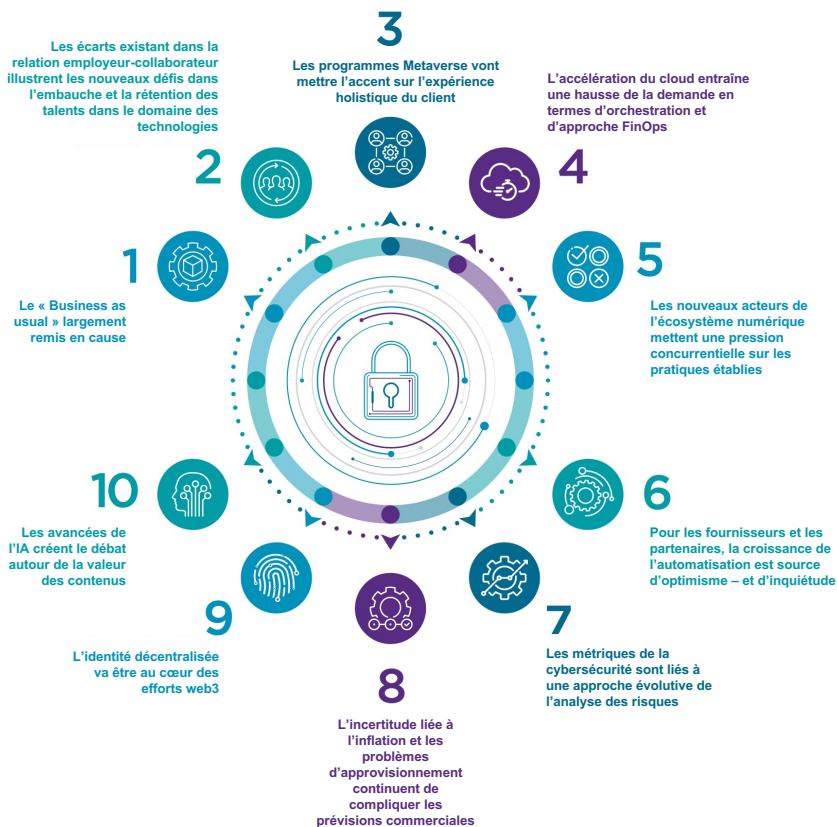 1
Le « Business as
usual » largement
remis en cause
2
Les écarts existant dans la
relation employeur-collaborateur
illustrent les nouveaux défis dans
l'embauche et la rétention des
talents dans le domaine des
technologies
3
Les programmes Metaverse vont
mettre l'accent sur l'expérience
holistique du client
4
L'accélération du cloud entraîne
une hausse de la demande en
termes d'orchestration et
d'approche FinOps
5
Les nouveaux acteurs de
l'écosystème numérique
mettent une pression
concurrentielle sur les
pratiques établies
6
Pour les fournisseurs et les
partenaires, la croissance de
l'automatisation est source
d'optimisme – et d'inquiétude
7
Les métriques de la
cybersécurité sont liés à
une approche évolutive de
l'analyse des risques
8
L'incertitude liée à
l'inflation et les
problèmes
d'approvisionnement
continuent de
compliquer les
prévisions commerciales
9
L'identité décentralisée
va être au cœur des
efforts web3
10
Les avancées de
l'IA créent le débat
autour de la valeur
des contenus